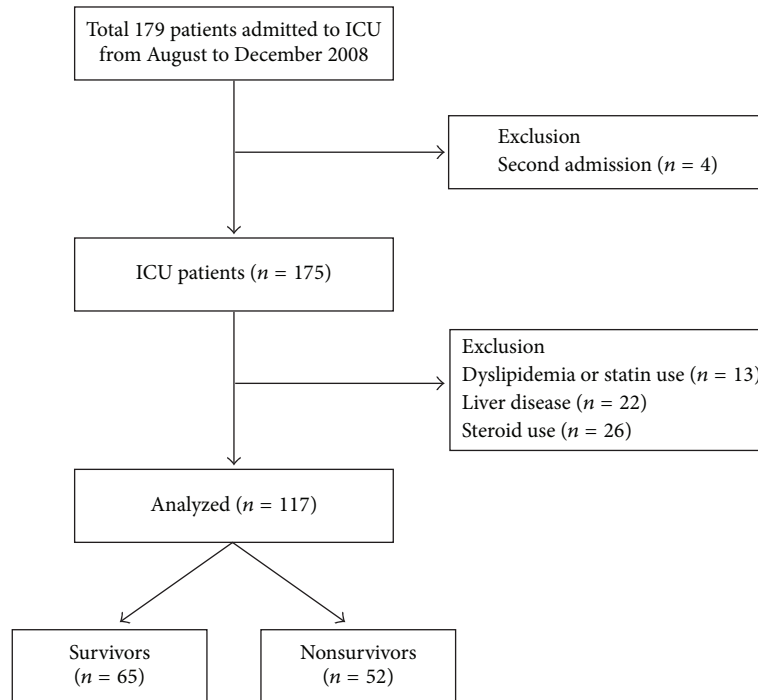 Total 179 patients admitted to ICU
from August to December 2008
Exclusion
Second admission (n = 4)
ICU patients (n = 175)
Exclusion
Dyslipidemia or statin use (n = 13)
Liver disease (n = 22)
Steroid use (n = 26)
Analyzed (n = 117)
Survivors
(n = 65)
Nonsurvivors
(n = 52)